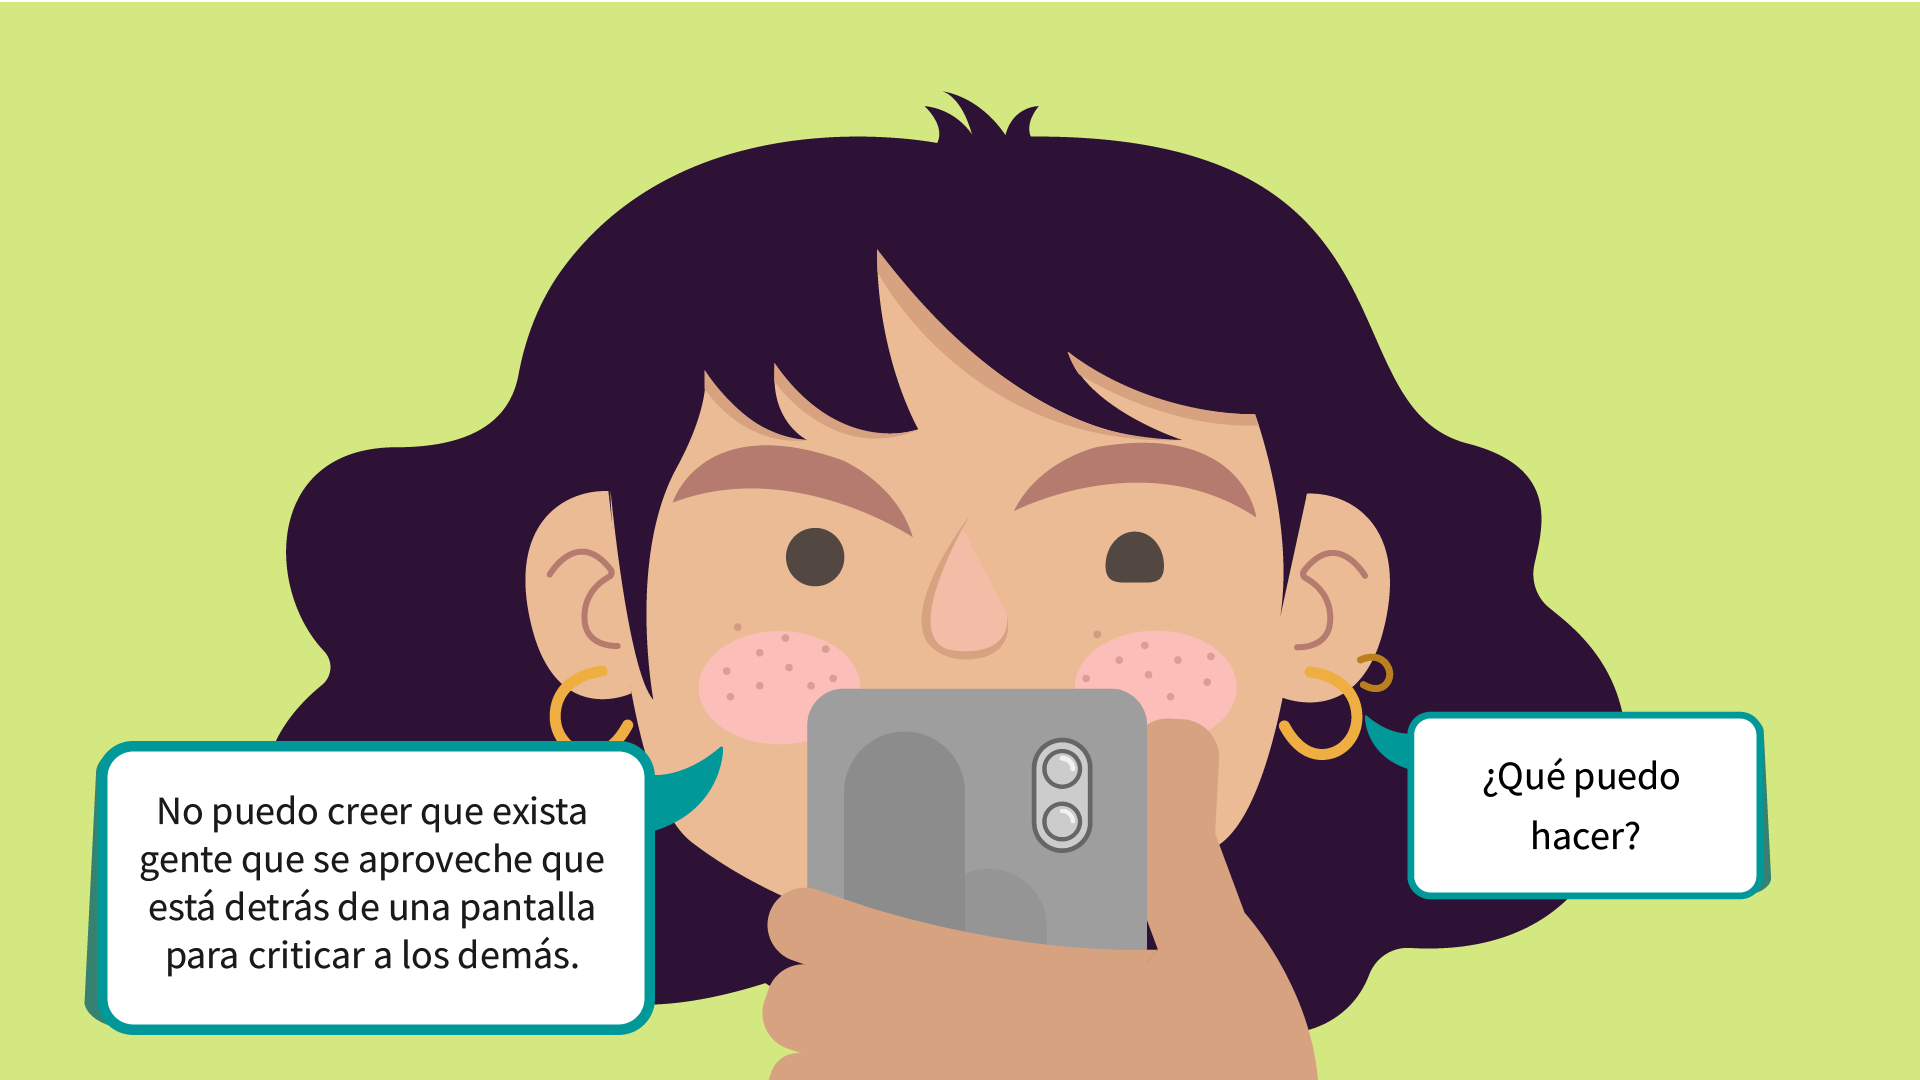 No puedo creer que exista
gente que se aproveche que
está detrás de una pantalla
para criticar a los demás.
¿Qué puedo
hacer?